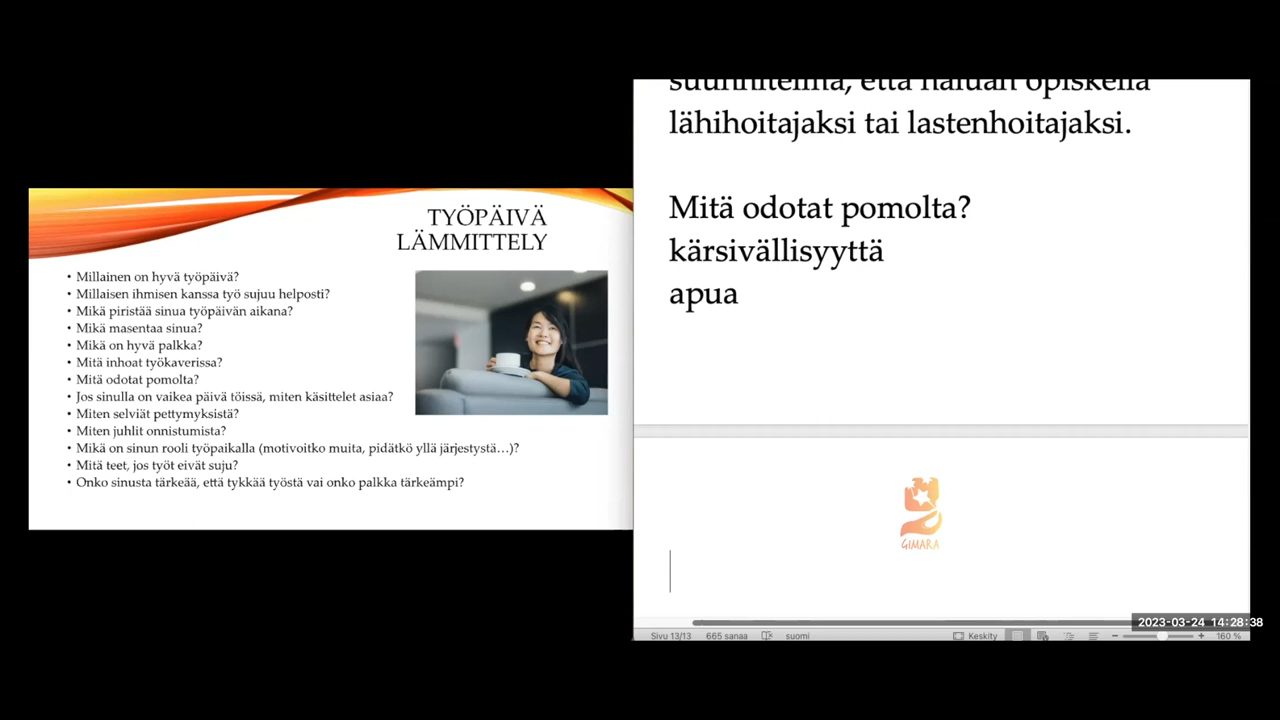 TYÖPÄIVÄ
LÄMMITTELY
• Millainen on hyvä työpäivä?
• Millaisen ihmisen kanssa työ sujuu helposti?
• Mikä piristää sinua työpäivän aikana?
• Mikä masentaa sinua?
• Mikä on hyvä palkka?
• Mitä inhoat työkaverissa?
• Mitä odotat pomolta?
• Jos sinulla on vaikea päivä töissä, miten käsittelet asiaa?
• Miten selviät pettymyksistä?
• Miten juhlit onnistumista?
• Mikä on sinun rooli työpaikalla (motivoitko muita, pidätkö yllä järjestystä…)?
• Mitä teet, jos työt eivät suju?
• Onko sinusta tärkeää, että tykkää työstä vai onko palkka tärkeämpi?
suunnitelma, että haluan opiskella
lähihoitajaksi tai lastenhoitajaksi.
Mitä odotat pomolta?
kärsivällisyyttä
apua
GIMARA
2023-03-24 14:28:38
Sivu 13/13 665 sanaa suomi Keskity 160 %